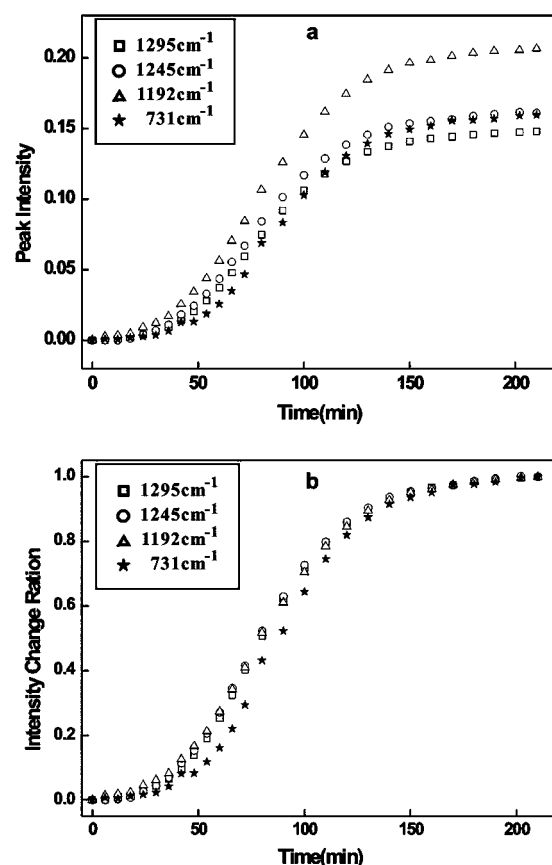 a
□ 1295cm⁻¹
○ 1245cm⁻¹
△ 1192cm⁻¹
★ 731cm⁻¹
0.20
0.15
0.10
0.05
0.00
Peak Intensity
0 50 100 150 200
Time(min)
b
□ 1295cm⁻¹
○ 1245cm⁻¹
△ 1192cm⁻¹
★ 731cm⁻¹
1.0
0.8
0.6
0.4
0.2
0.0
Intensity Change Ration
0 50 100 150 200
Time(min)